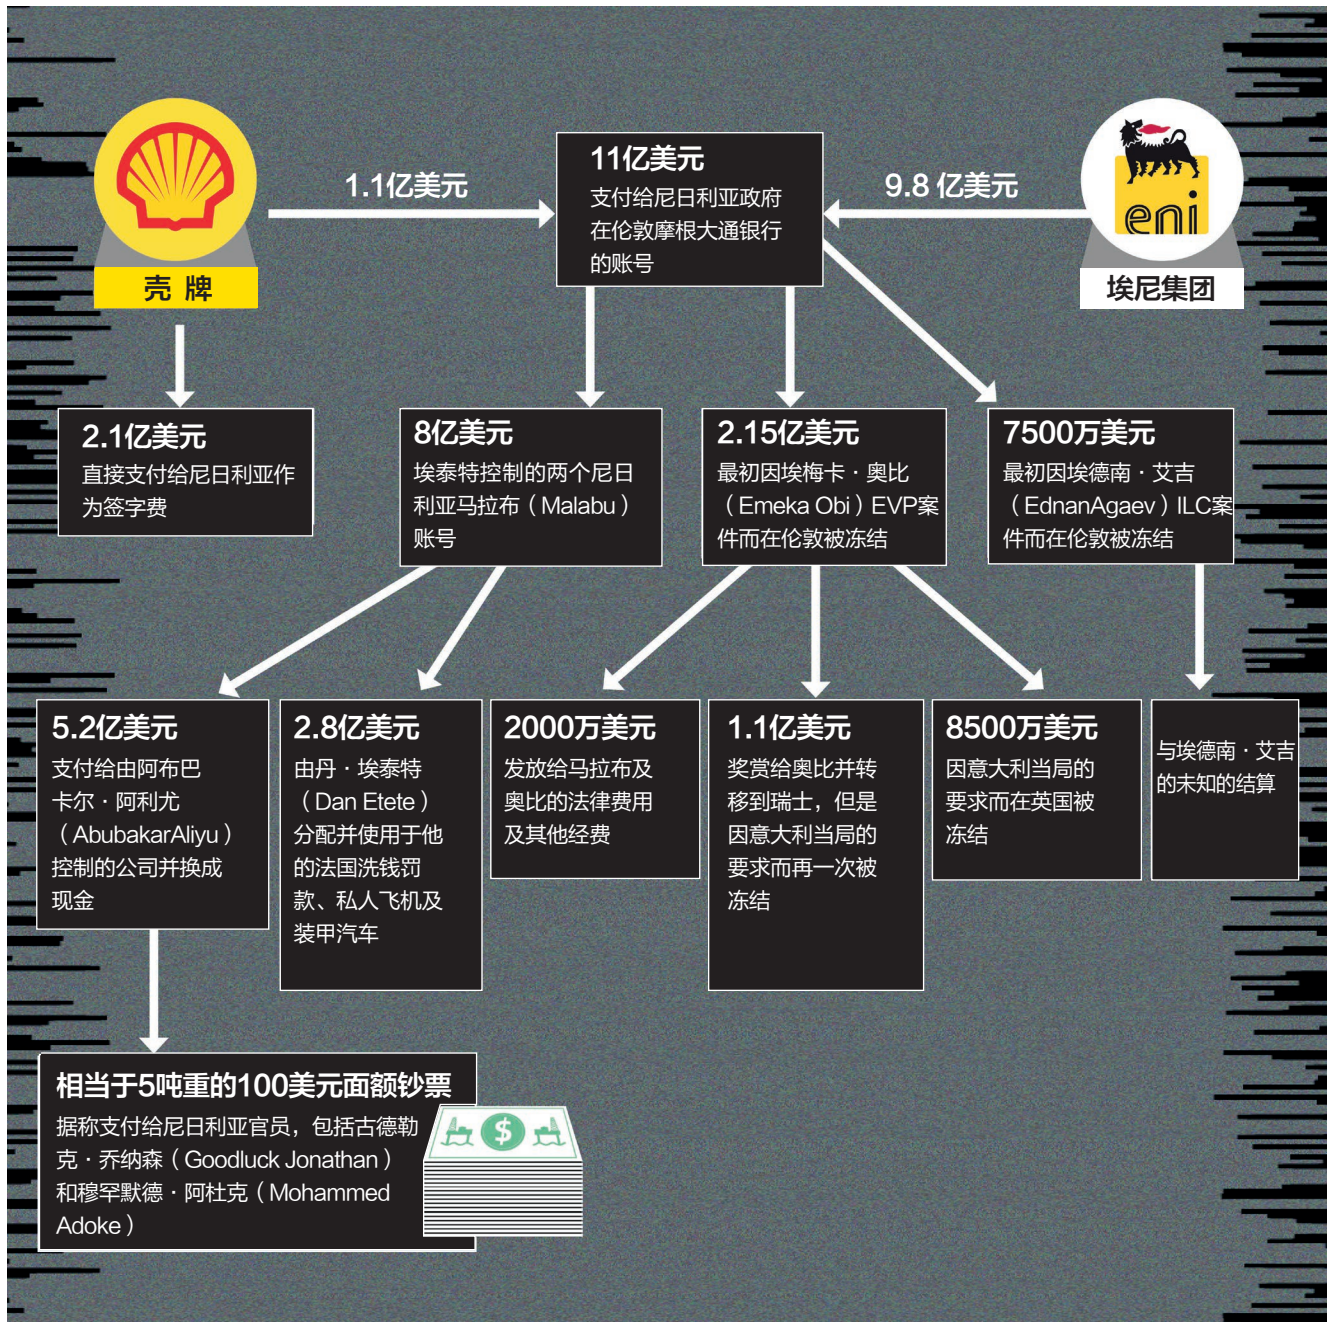 壳 牌
1.1亿美元
11亿美元
支付给尼日利亚政府
在伦敦摩根大通银行
的账号
9.8 亿美元
eni
埃尼集团
2.1亿美元
直接支付给尼日利亚作
为签字费
8亿美元
埃泰特控制的两个尼日
利亚马拉布（Malabu）
账号
2.15亿美元
最初因埃梅卡·奥比
（Emeka Obi）EVP案
件而在伦敦被冻结
7500万美元
最初因埃德南·艾吉
（EdnanAgaev）ILC案
件而在伦敦被冻结
5.2亿美元
支付给由阿布巴
卡尔·阿利尤
（AbubakarAliyu）
控制的公司并换成
现金
2.8亿美元
由丹·埃泰特
（Dan Etete）
分配并使用于他
的法国洗钱罚
款、私人飞机及
装甲汽车
2000万美元
发放给马拉布及
奥比的法律费用
及其他经费
1.1亿美元
奖赏给奥比并转
移到瑞士，但是
因意大利当局的
要求而再一次被
冻结
8500万美元
因意大利当局的
要求而在英国被
冻结
与埃德南·艾吉
的未知的结算
相当于5吨重的100美元面额钞票
据称支付给尼日利亚官员，包括古德勒
克·乔纳森（Goodluck Jonathan）
和穆罕默德·阿杜克（Mohammed
Adoke）
$